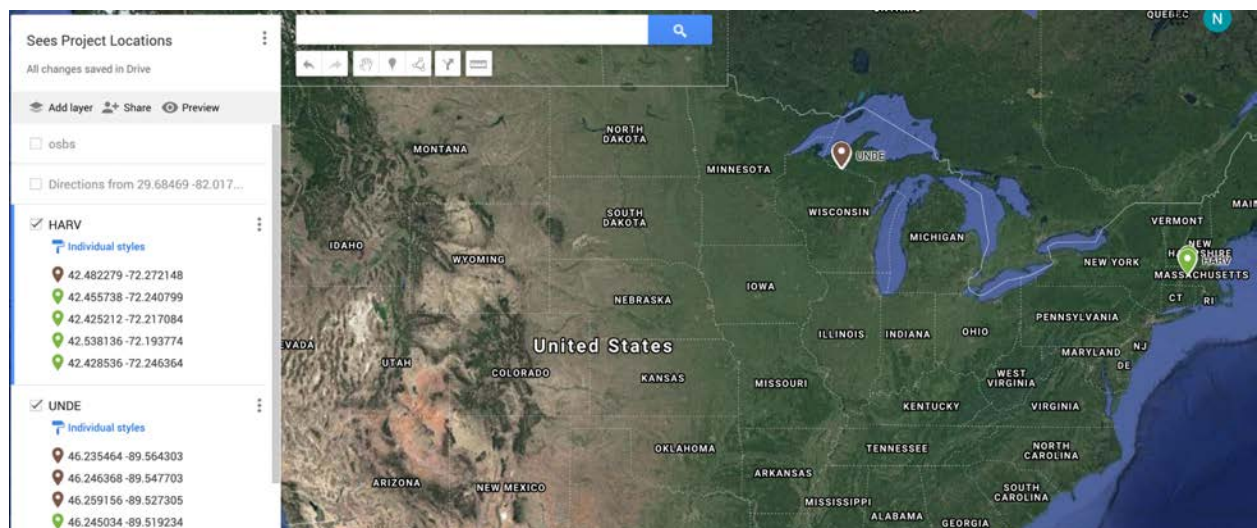 Sees Project Locations
All changes saved in Drive
Add layer Share Preview
osbs
Directions from 29.68469 -82.017...
HARV
Individual styles
42.482279 -72.272148
42.455738 -72.240799
42.425212 -72.217084
42.538136 -72.193774
42.428536 -72.246364
UNDE
Individual styles
46.235464 -89.564303
46.246368 -89.547703
46.259156 -89.527305
46.245034 -89.519234
QUEBEC
N
NORTH
DAKOTA
MONTANA
MINNESOTA
UNDE
SOUTH
DAKOTA
WISCONSIN
MICHIGAN
VERMONT
MAIN
IDAHO
WYOMING
NEW YORK
NEW
HAMPSHIRE
HARV
MASSACHUSETTS
CT
RI
NEBRASKA
IOWA
PENNSYLVANIA
ILLINOIS
INDIANA
OHIO
NJ
MARYLAND
DE
EVADA
UTAH
COLORADO
United States
KANSAS
MISSOURI
WEST
VIRGINIA
KENTUCKY
VIRGINIA
OKLAHOMA
TENNESSEE
NORTH
CAROLINA
ARIZONA
NEW MEXICO
ARKANSAS
SOUTH
CAROLINA
MISSISSIPPI
ALABAMA
GEORGIA